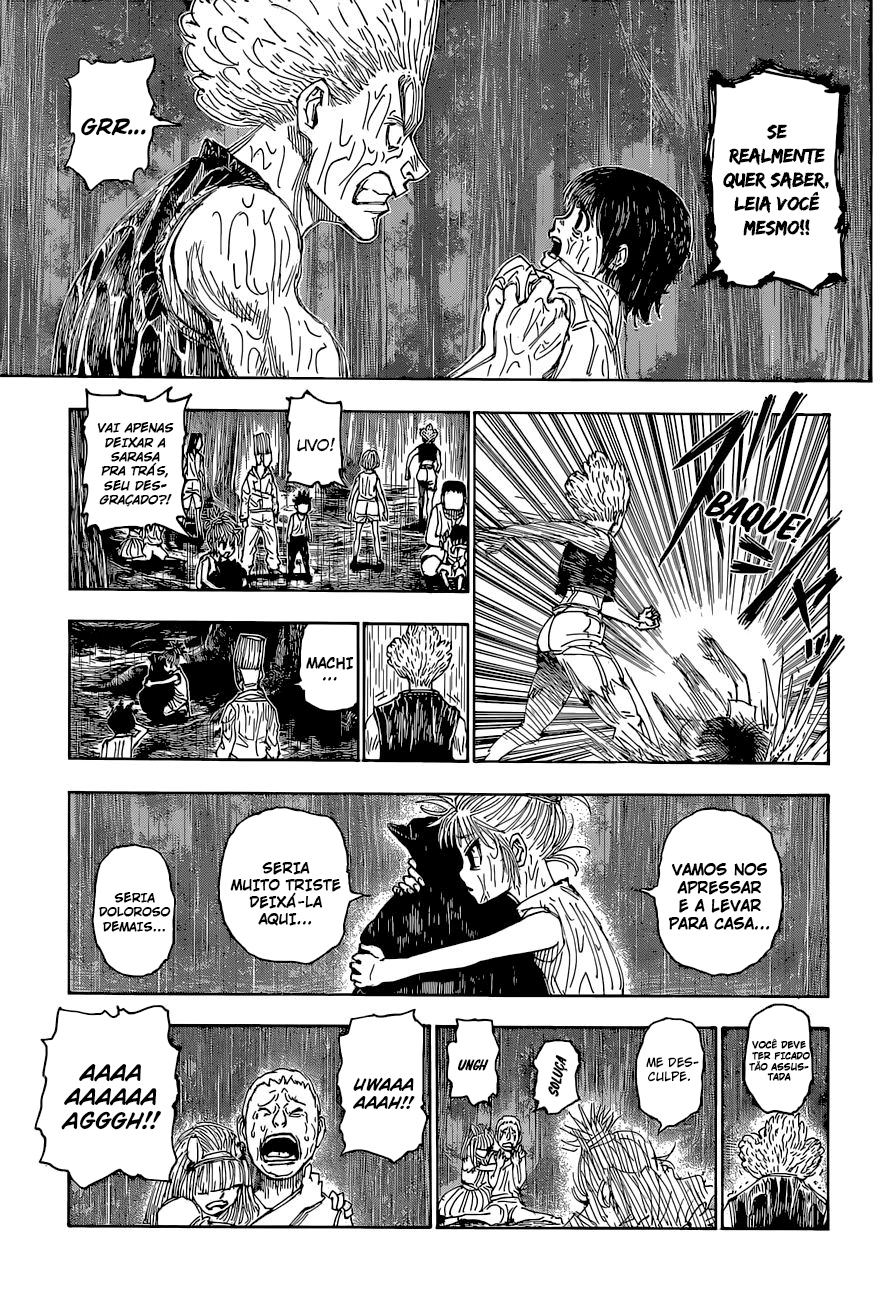 SE
REALMENTE
QUER SABER,
LEIA VOCÊ
MESMO!!
GRR...
BAQUE!
UVO!
VAI APENAS
DEIXAR A
SARASA
PRA TRÁS,
SEU DES-
GRAÇADO?!
MACHI
...
VAMOS NOS
APRESSAR
E A LEVAR
PARA CASA...
SERIA
MUITO TRISTE
DEIXÁ-LA
AQUI...
SERIA
DOLOROSO
DEMAIS...
VOCÊ DEVE
TER FICADO
TÃO ASSUS-
TADA
ME DES-
CULPE.
SOLUÇA
UNGH
UWAAA
AAAH!!
AAAA
AAAAAA
AGGGH!!